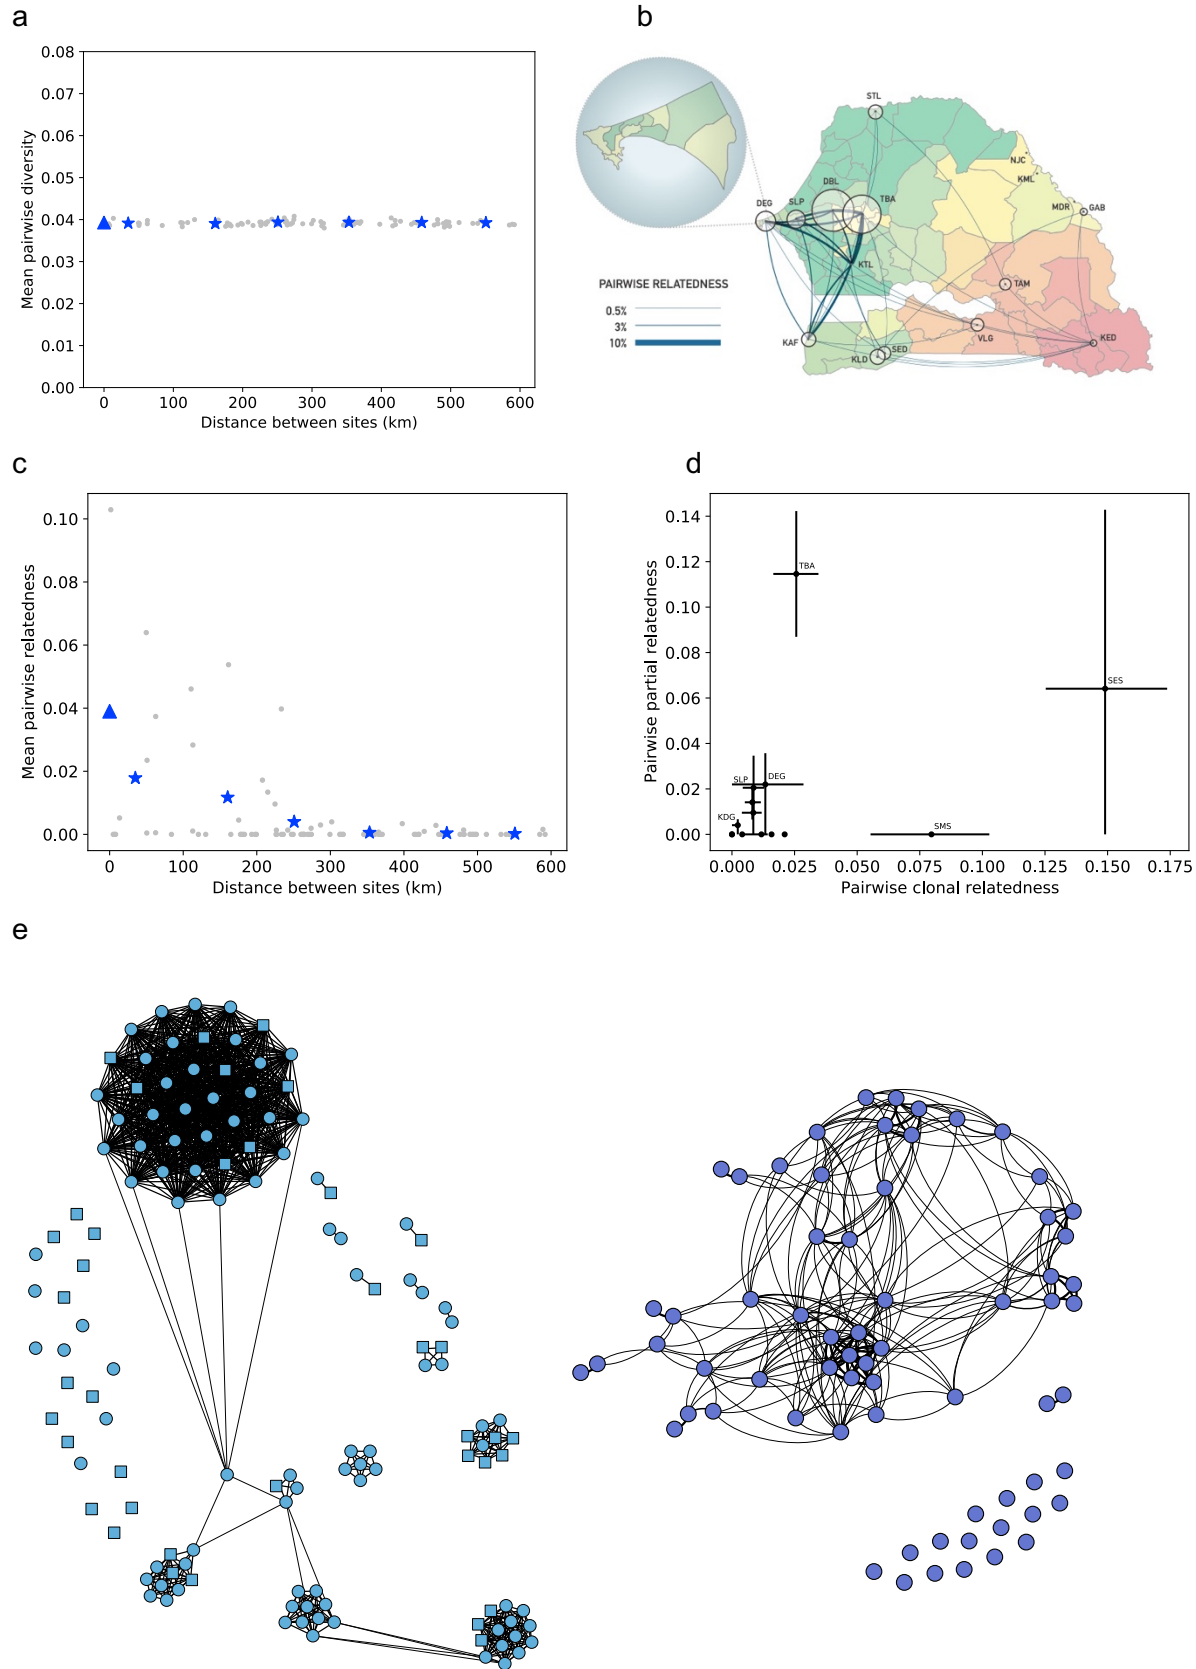 a
0.08
0.07
0.06
0.05
0.04
0.03
0.02
0.01
0.00
Mean pairwise diversity
0 100 200 300 400 500 600
Distance between sites (km)
b
STL
NJC
KML
MDR
GAB
DBL
SLP
DEG
TBA
KTL
TAM
VLG
KED
KAF
SED
KLD
PAIRWISE RELATEDNESS
0.5%
3%
10%
c
0.10
0.08
0.06
0.04
0.02
0.00
Mean pairwise relatedness
0 100 200 300 400 500 600
Distance between sites (km)
d
0.14
0.12
0.10
0.08
0.06
0.04
0.02
0.00
Pairwise partial relatedness
TBA
SES
SLP
DEG
KDG
SMS
0.000 0.025 0.050 0.075 0.100 0.125 0.150 0.175
Pairwise clonal relatedness
e